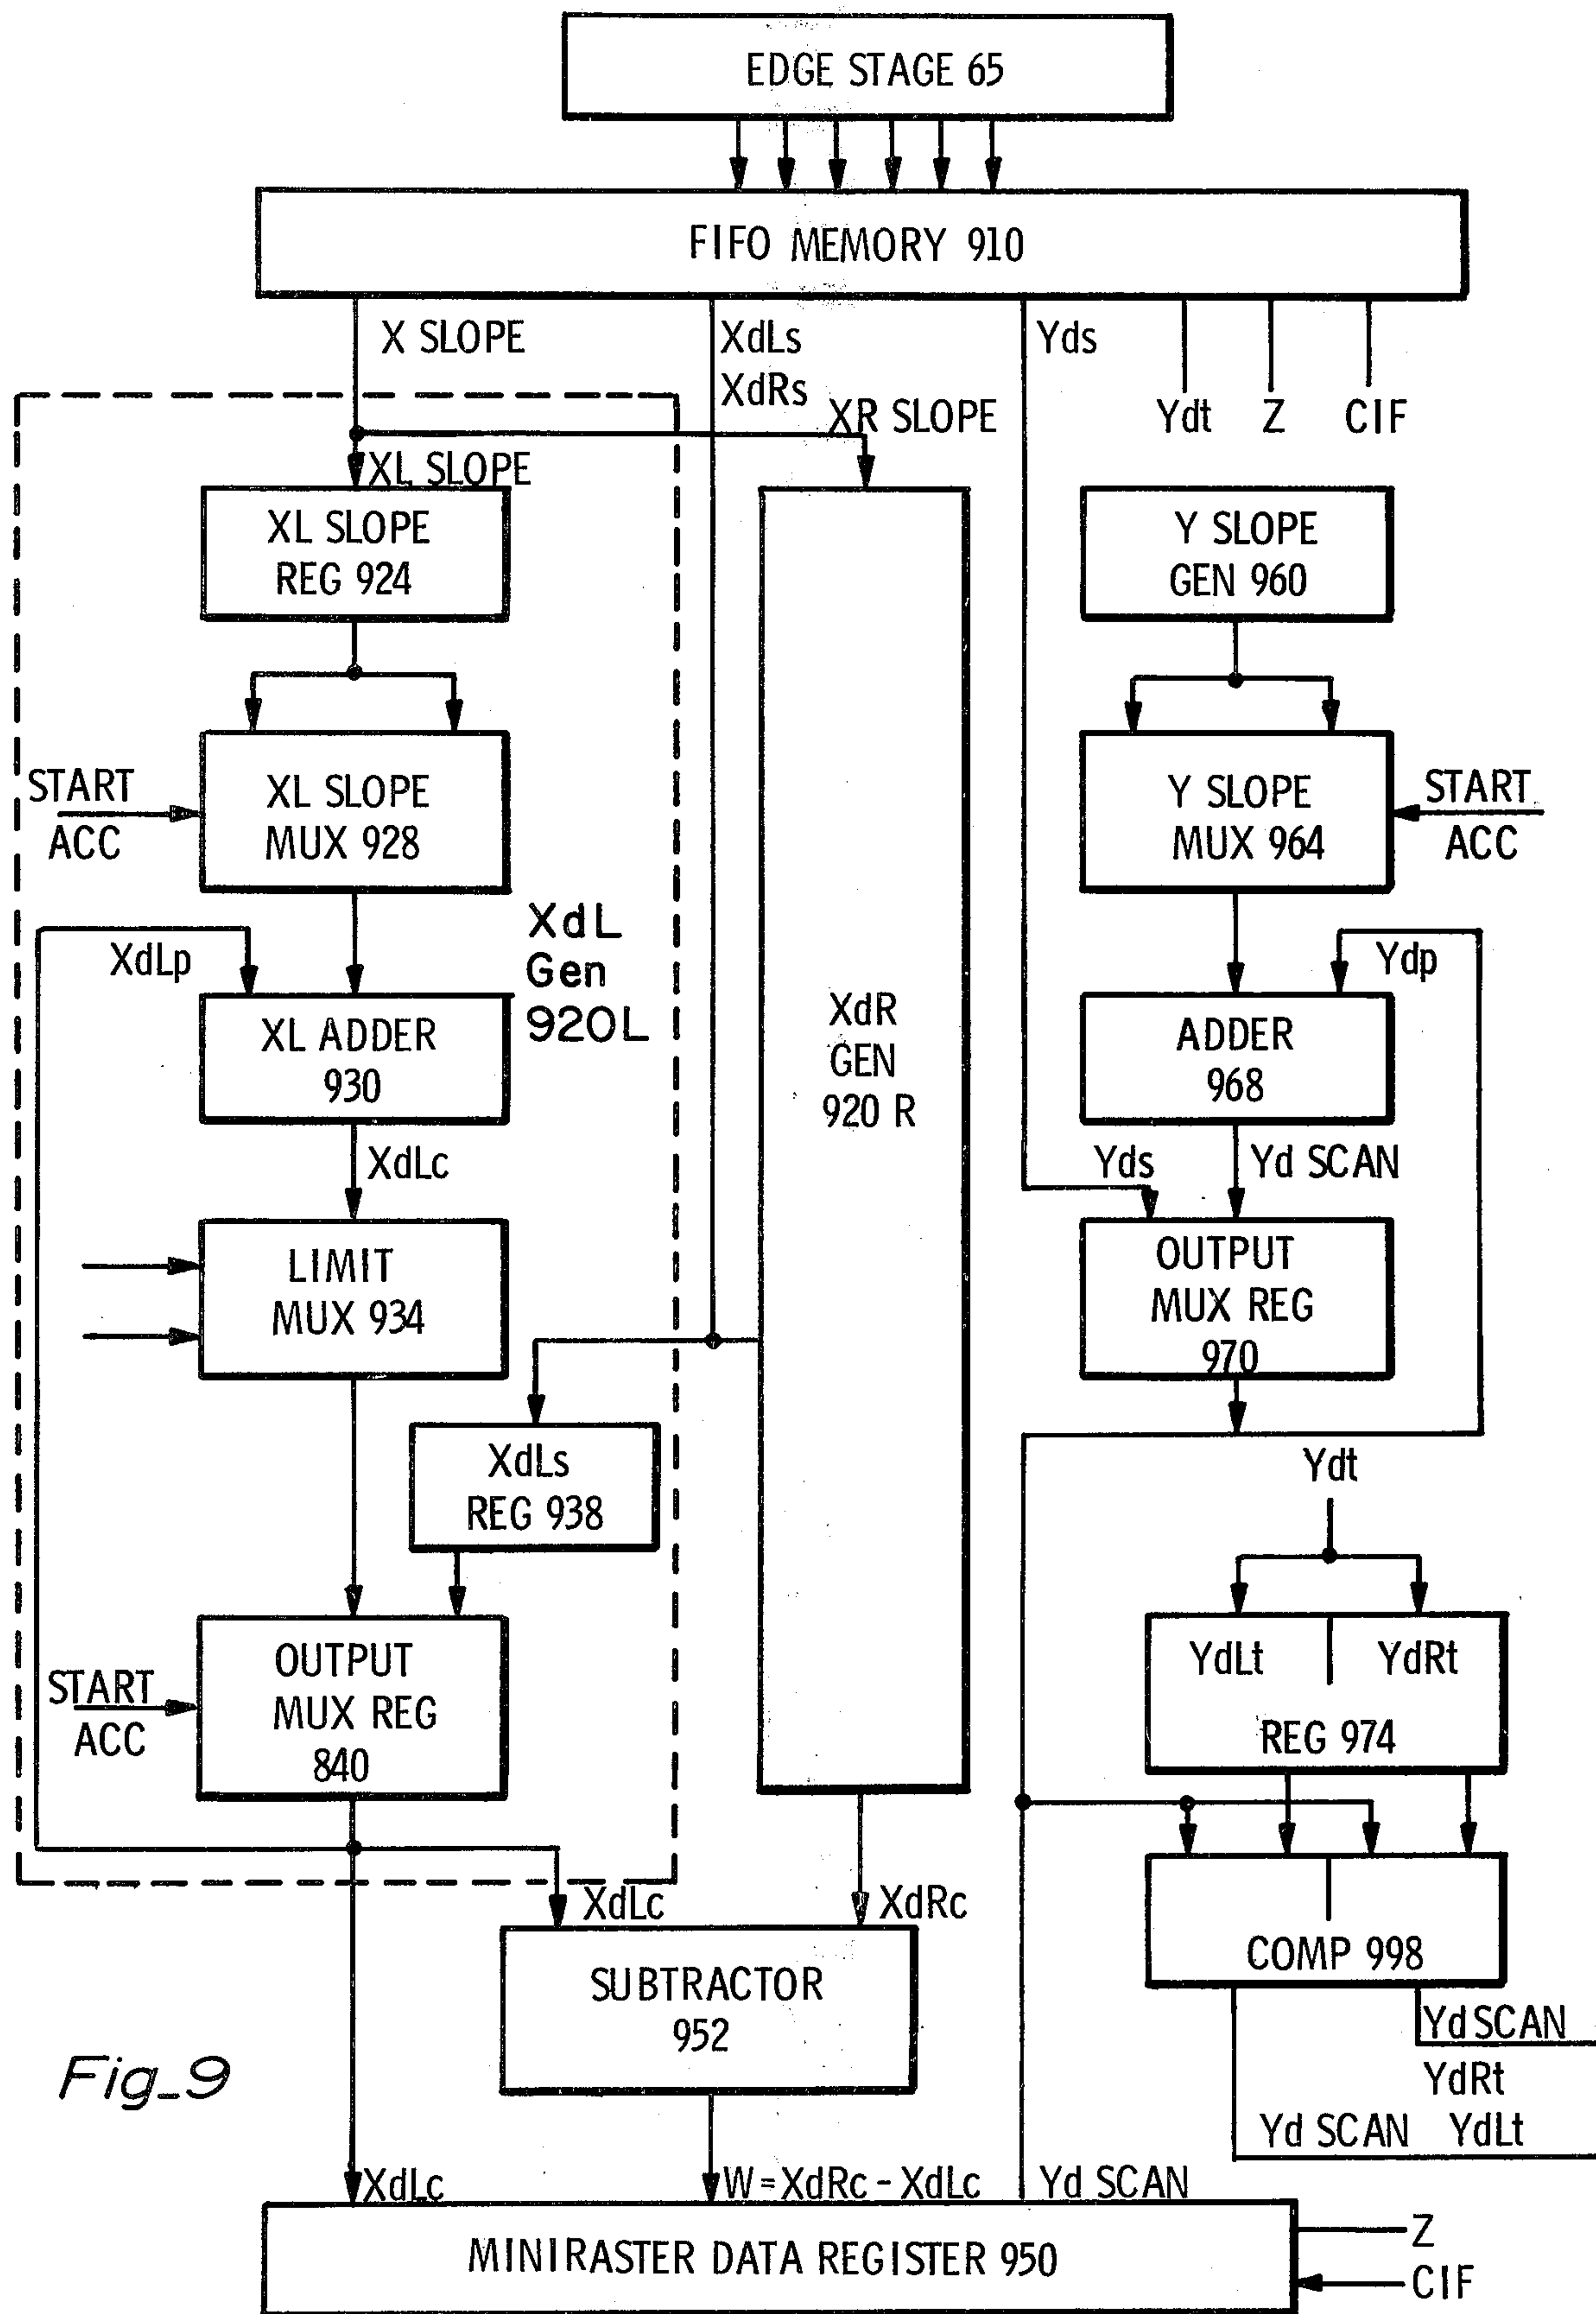 EDGE STAGE 65
FIFO MEMORY 910
X SLOPE
XdLs
XdRs
Yds
Ydt
Z
CIF
XR SLOPE
XL SLOPE
XL SLOPE
REG 924
Y SLOPE
GEN 960
START
ACC
XL SLOPE
MUX 928
Y SLOPE
MUX 964
START
ACC
XdLp
XdL
Gen
920L
XL ADDER
930
XdR
GEN
920 R
Ydp
ADDER
968
XdLc
Yds
Yd SCAN
LIMIT
MUX 934
OUTPUT
MUX REG
970
XdLs
REG 938
Ydt
START
ACC
OUTPUT
MUX REG
840
YdLt
YdRt
REG 974
XdLc
XdRc
COMP 998
SUBTRACTOR
952
Yd SCAN
YdRt
Yd SCAN YdLt
Fig_9
XdLc
W=XdRc - XdLc
Yd SCAN
MINIRASTER DATA REGISTER 950
Z
CIF